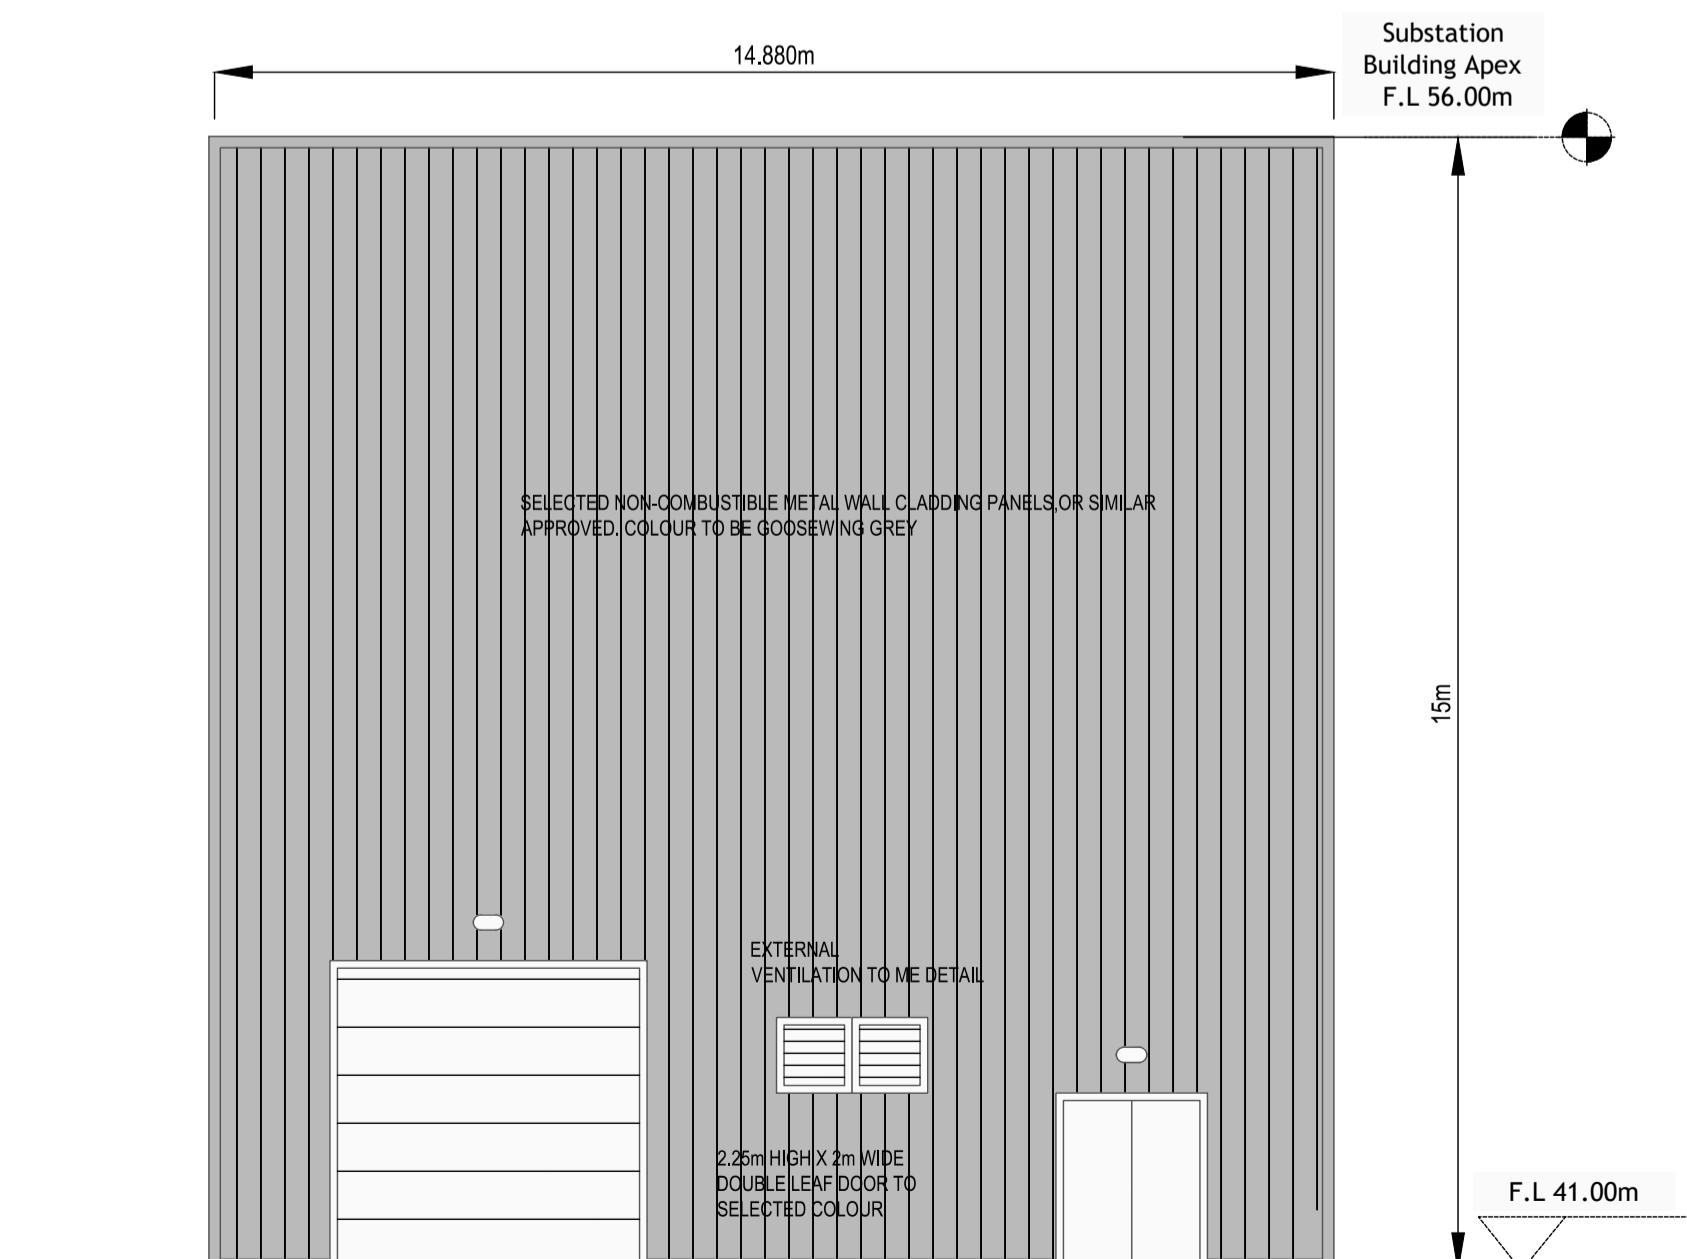 14.880m
Substation
Building Apex
F.L 56.00m
SELECTED NON-COMBUSTIBLE METAL WALL CLADDING PANELS,OR SIMILAR
APPROVED. COLOUR TO BE GOOSEWING GREY
15m
EXTERNAL
VENTILATION TO ME DETAIL
2.25m HIGH X 2m WIDE
DOUBLE LEAF DOOR TO
SELECTED COLOUR
F.L 41.00m